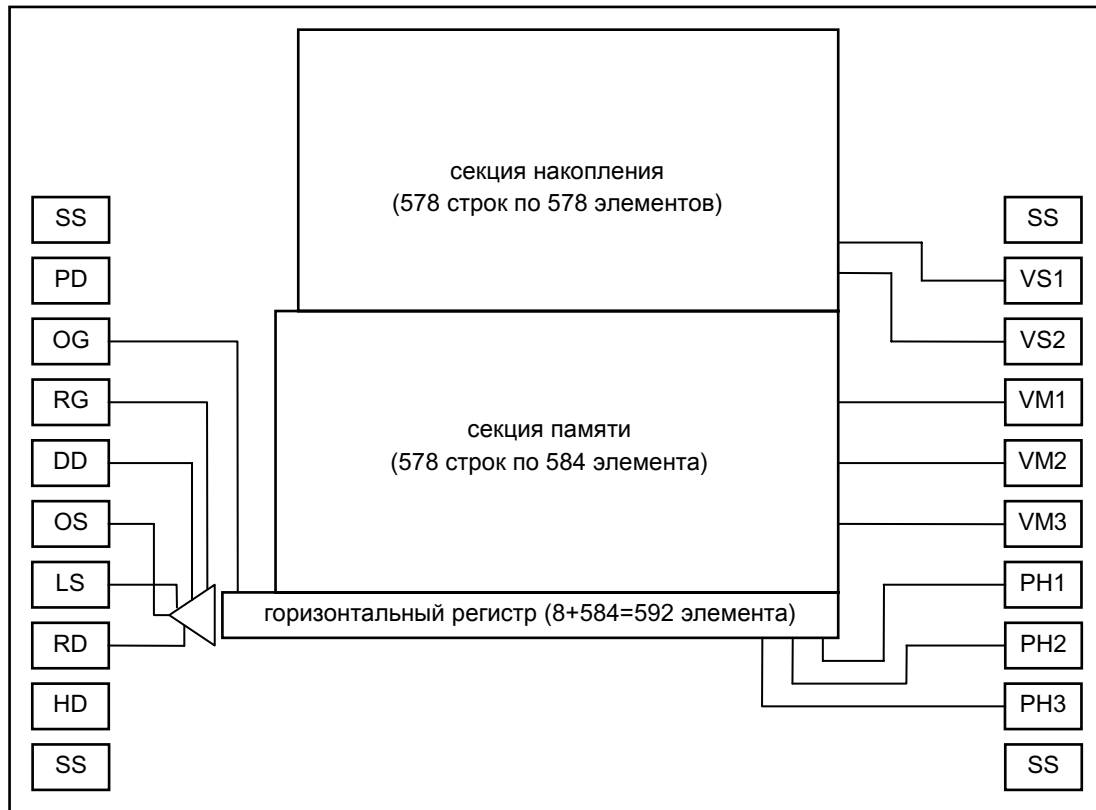 секция накопления
(578 строк по 578 элементов)
SS
PD
OG
RG
DD
OS
LS
RD
HD
SS
секция памяти
(578 строк по 584 элемента)
горизонтальный регистр (8+584=592 элемента)
SS
VS1
VS2
VM1
VM2
VM3
PH1
PH2
PH3
SS